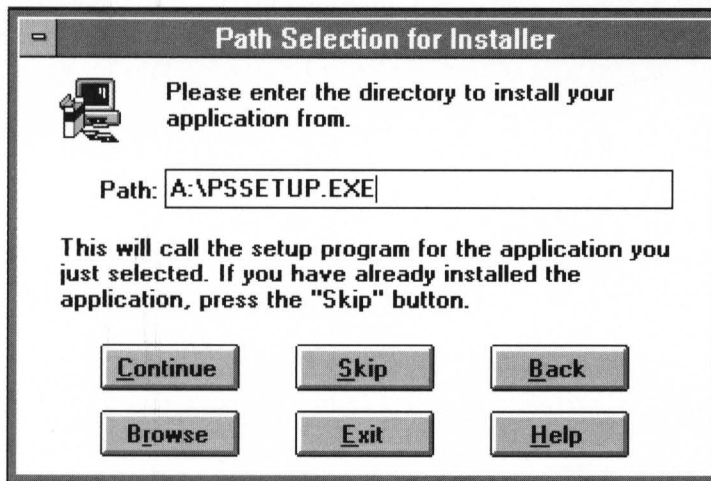 Path Selection for Installer
Please enter the directory to install your
application from.
Path: A:\PSSETUP.EXE
This will call the setup program for the application you
just selected. If you have already installed the
application, press the "Skip" button.
Continue Skip Back
Browse Exit Help